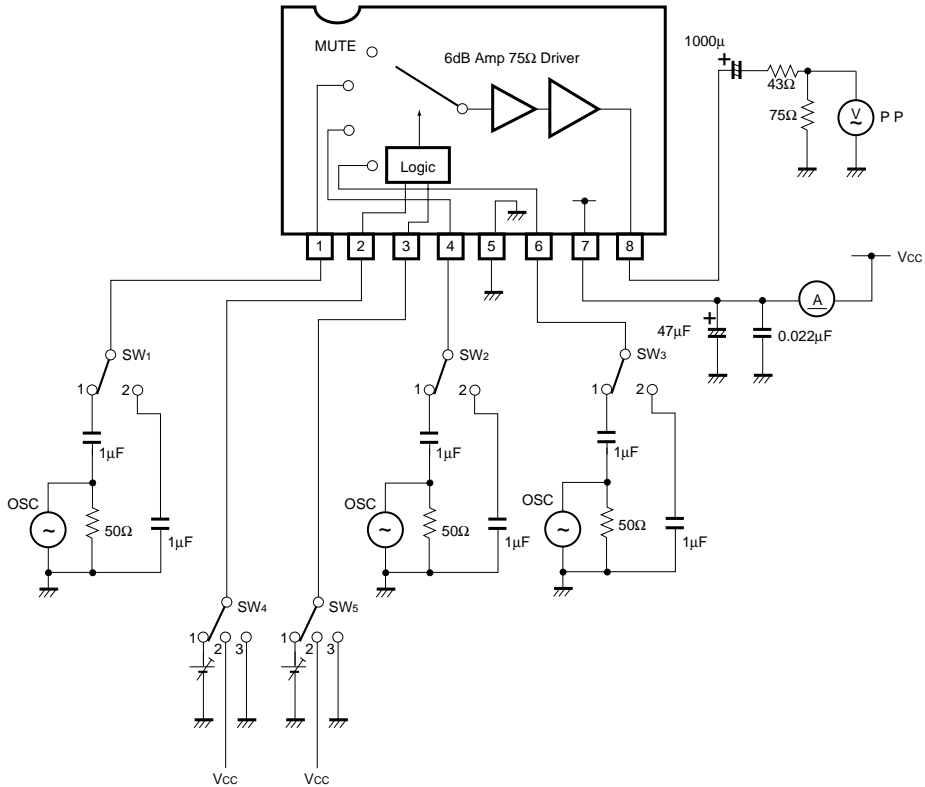 MUTE
6dB Amp 75Ω Driver
Logic
1 2 3 4 5 6 7 8
1000μ
+
43Ω
75Ω
V
~
P P
VCC
A
+
47μF
0.022μF
SW1
1
2
1μF
OSC
~
50Ω
1μF
SW2
1
2
1μF
OSC
~
50Ω
1μF
SW3
1
2
1μF
OSC
~
50Ω
1μF
SW4
1
2
3
VCC
SW5
1
2
3
VCC